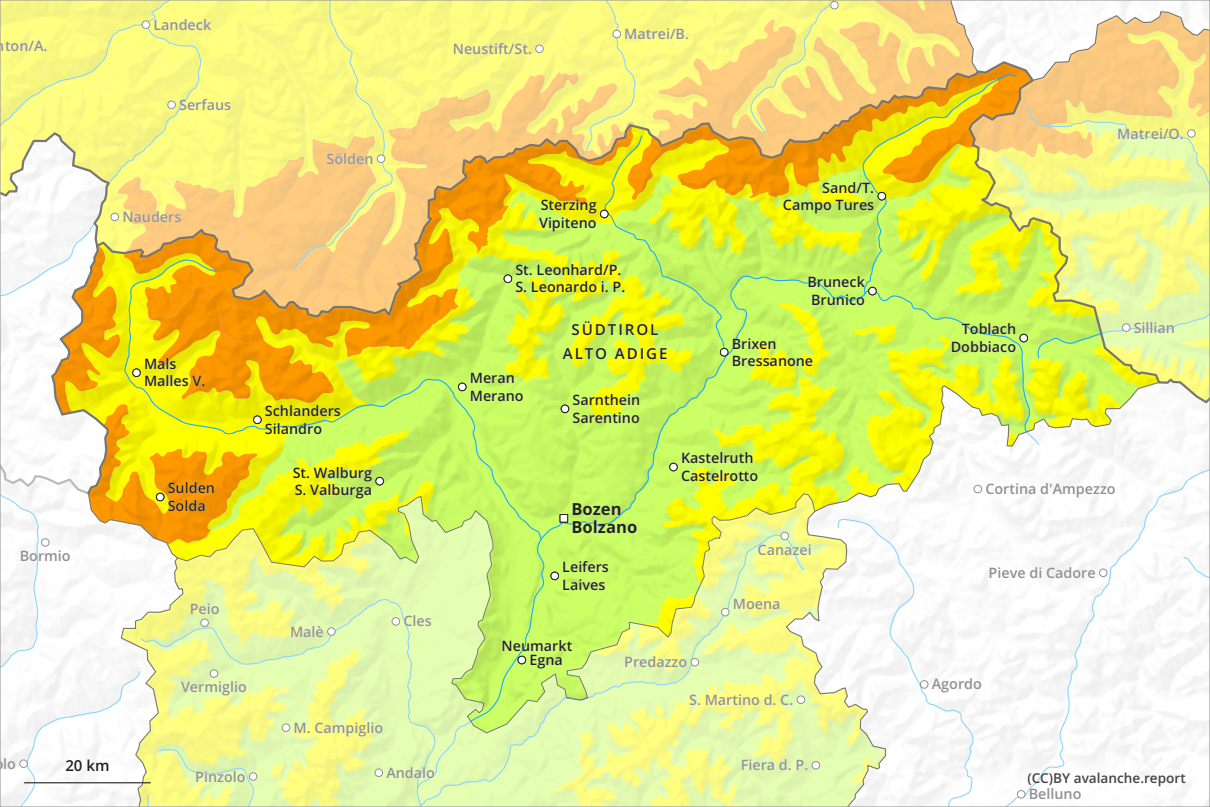 Landeck
nton/A.
Neustift/St.
Matrei/B.
Serfaus
Matrei/O.
Sölden
Nauders
Sand/T.
Campo Tures
Sterzing
Vipiteno
St. Leonhard/P.
S. Leonardo i. P.
Bruneck
Brunico
SÜDTIROL
ALTO ADIGE
Toblach
Dobbiaco
Sillian
Brixen
Bressanone
Mals
Malles V.
Meran
Merano
Sarnthein
Sarentino
Schlanders
Silandro
St. Walburg
S. Valburga
Kastelruth
Castelrotto
Sulden
Solda
Cortina d'Ampezzo
Bozen
Bolzano
Bormio
Canazei
Leifers
Laives
Pieve di Cadore
Peio
Malè
Cles
Moena
Neumarkt
Egna
Predazzo
Vermiglio
Agordo
S. Martino d. C.
M. Campiglio
20 km
olo
Pinzolo
Andalo
Fiera d. P.
(CC)BY avalanche.report
Belluno